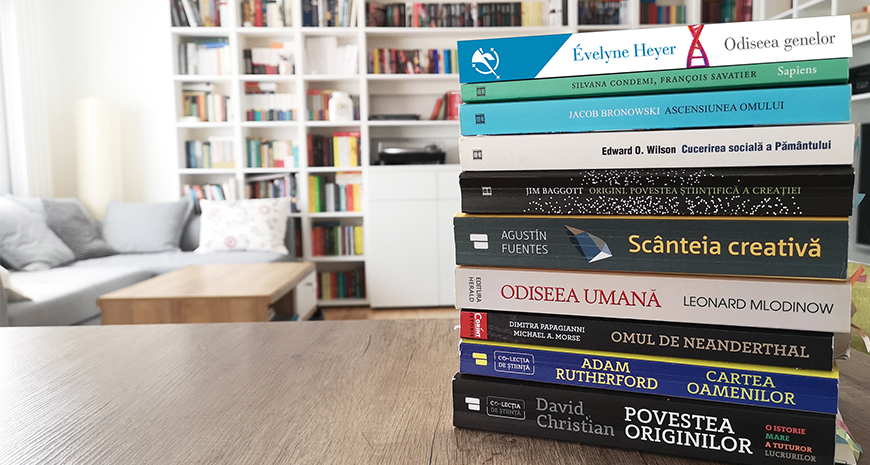 Évelyne Heyer Odiseea genelor
SILVANA CONDEMI, FRANÇOIS SAVATIER Sapiens
JACOB BRONOWSKI ASCENSIUNEA OMULUI
Edward O. Wilson Cucerirea socială a Pământului
JIM BAGGOTT ORIGINI. POVESTEA ȘTIINȚIFICĂ A CREAȚIEI
AGUSTÍN
FUENTES
Scânteia creativă
EDITURA
HERALD
ODISEEA UMANĂ LEONARD MLODINOW
Corint
ISTORIE
DIMITRA PAPAGIANNI
MICHAEL A. MORSE
OMUL DE NEANDERTHAL
CO-LECȚIA
DE ȘTIINȚĂ
ADAM
RUTHERFORD
CARTEA
OAMENILOR
CO-LECȚIA
DE ȘTIINȚĂ
David
Christian
POVESTEA
ORIGINILOR
O ISTORIE
MARE
A TUTUROR
LUCRURILOR